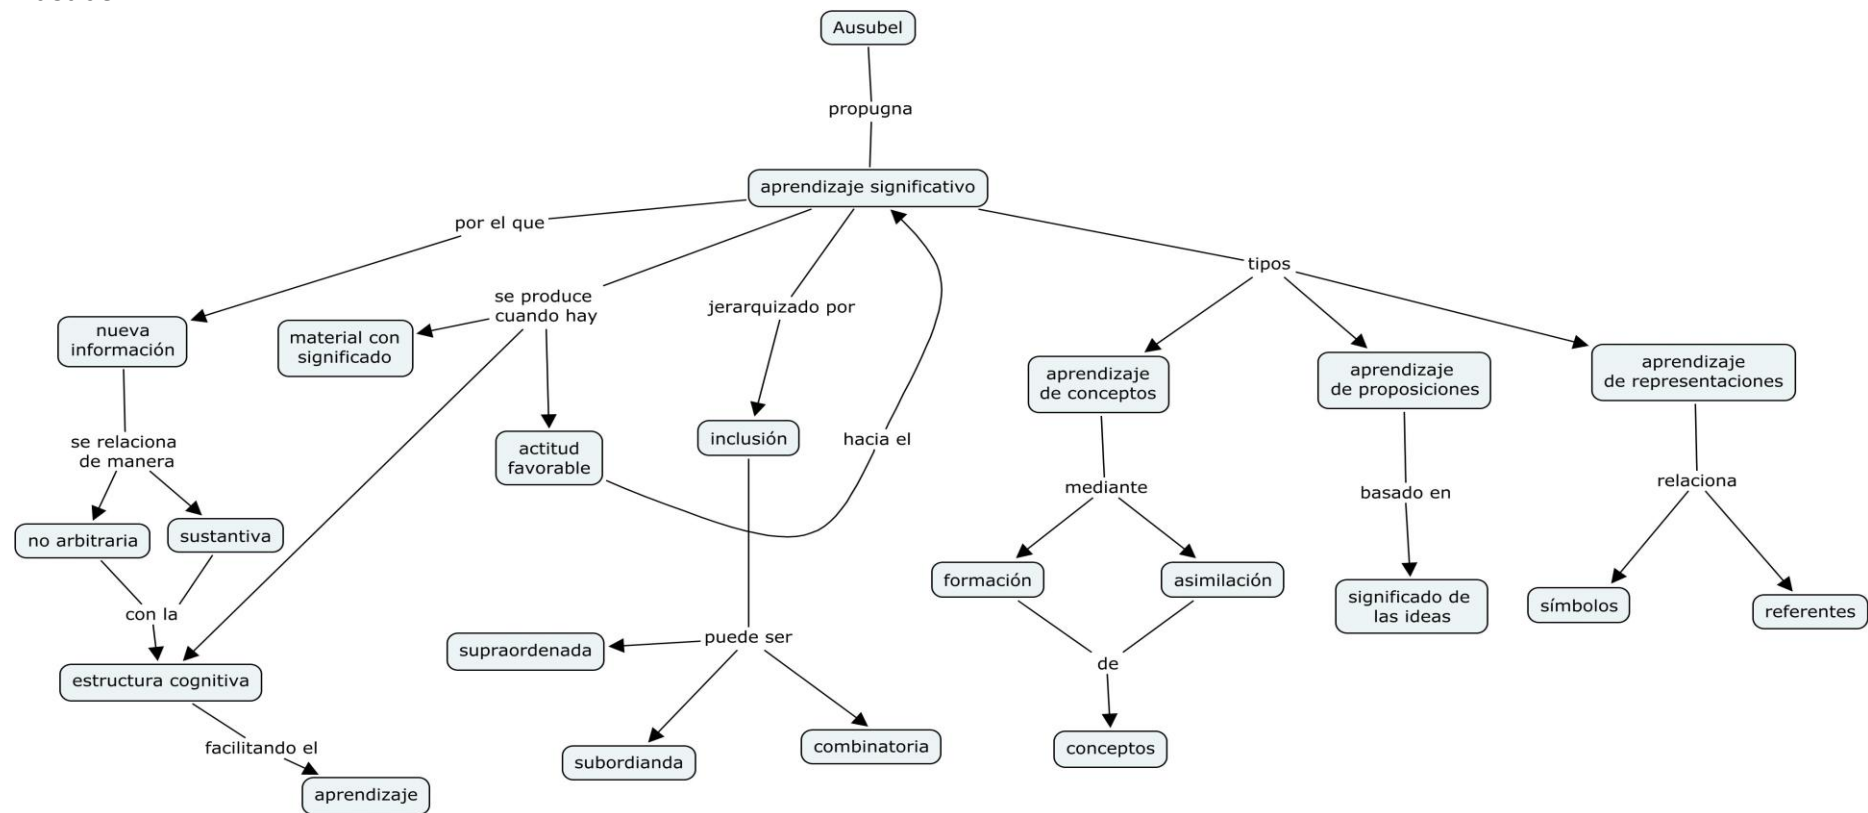 Ausubel
propugna
aprendizaje significativo
por el que
tipos
se produce
cuando hay
jerarquizado por
nueva
información
material con
significado
aprendizaje
de conceptos
aprendizaje
de proposiciones
aprendizaje
de representaciones
se relaciona
de manera
actitud
favorable
inclusión
hacia el
mediante
basado en
relaciona
no arbitraria
sustantiva
formación
asimilación
significado de
las ideas
símbolos
referentes
con la
supraordenada
puede ser
de
estructura cognitiva
facilitando el
subordianda
combinatoria
conceptos
aprendizaje